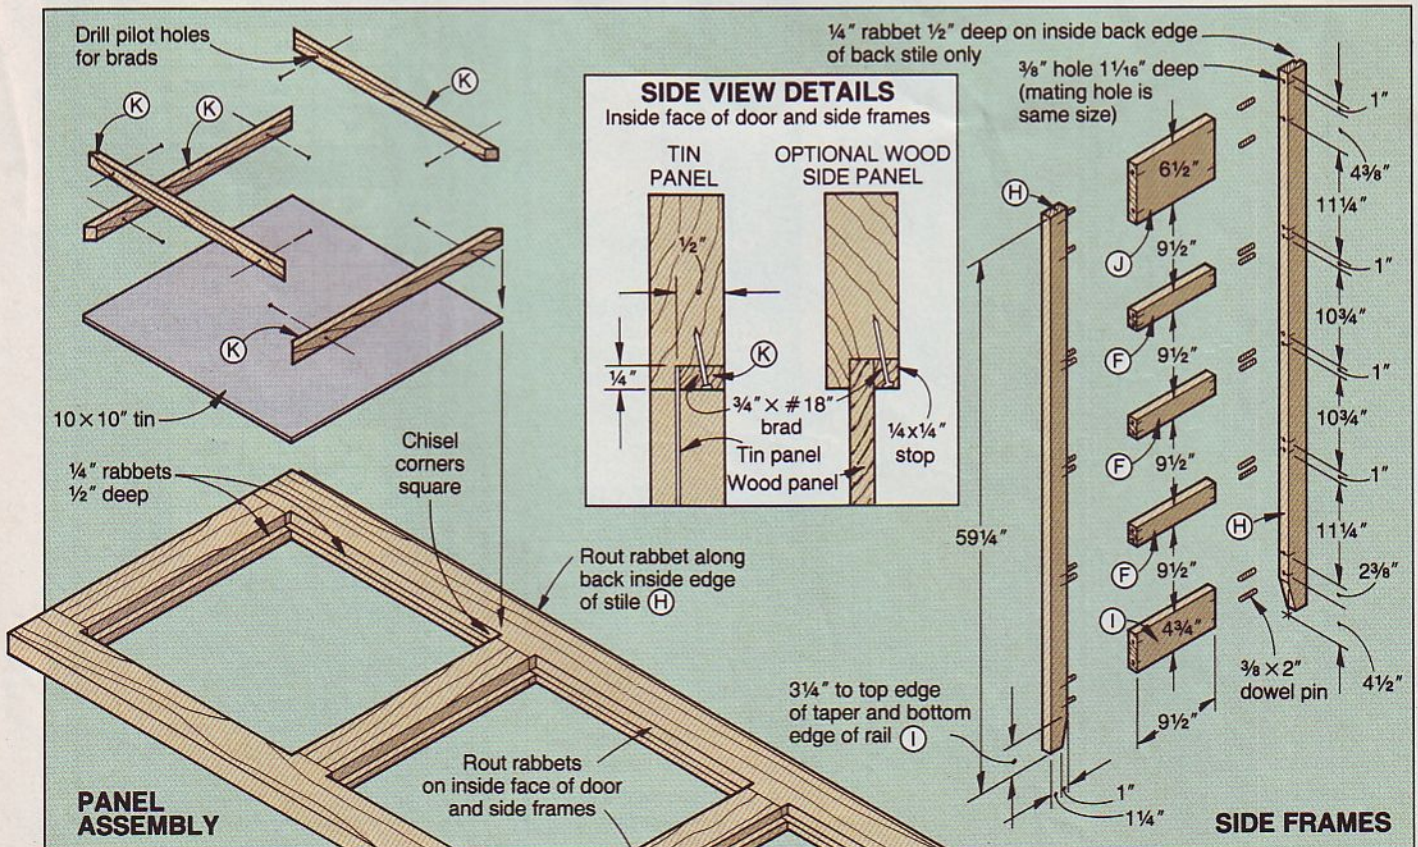 Drill pilot holes
for brads
K
K
K
K
10×10" tin
¼" rabbets
½" deep
Chisel
corners
square
Rout rabbet along
back inside edge
of stile H
Rout rabbets
on inside face of door
and side frames
PANEL
ASSEMBLY
SIDE VIEW DETAILS
Inside face of door and side frames
TIN
PANEL
OPTIONAL WOOD
SIDE PANEL
½"
¼"
K
¾" × #18"
brad
Tin panel
Wood panel
¼x¼"
stop
¼" rabbet ½" deep on inside back edge
of back stile only
⅜" hole 1¹⁄₁₆" deep
(mating hole is
same size)
H
59¼"
3¼" to top edge
of taper and bottom
edge of rail I
1"
1¼"
6½"
J
9½"
F
9½"
F
9½"
F
9½"
I
4¾"
9½"
⅜×2"
dowel pin
H
1"
4⅜"
11¼"
1"
10¾"
1"
10¾"
1"
11¼"
2⅜"
4½"
SIDE FRAMES